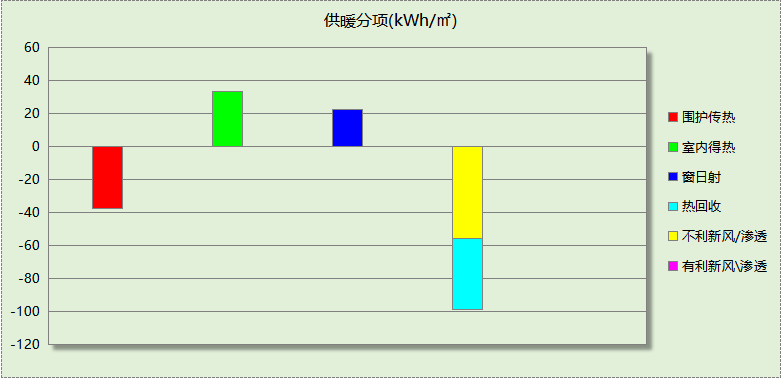 供暖分项(kWh/㎡)
60
40
20
0
-20
-40
-60
-80
-100
-120
围护传热
室内得热
窗日射
热回收
不利新风/渗透
有利新风\渗透